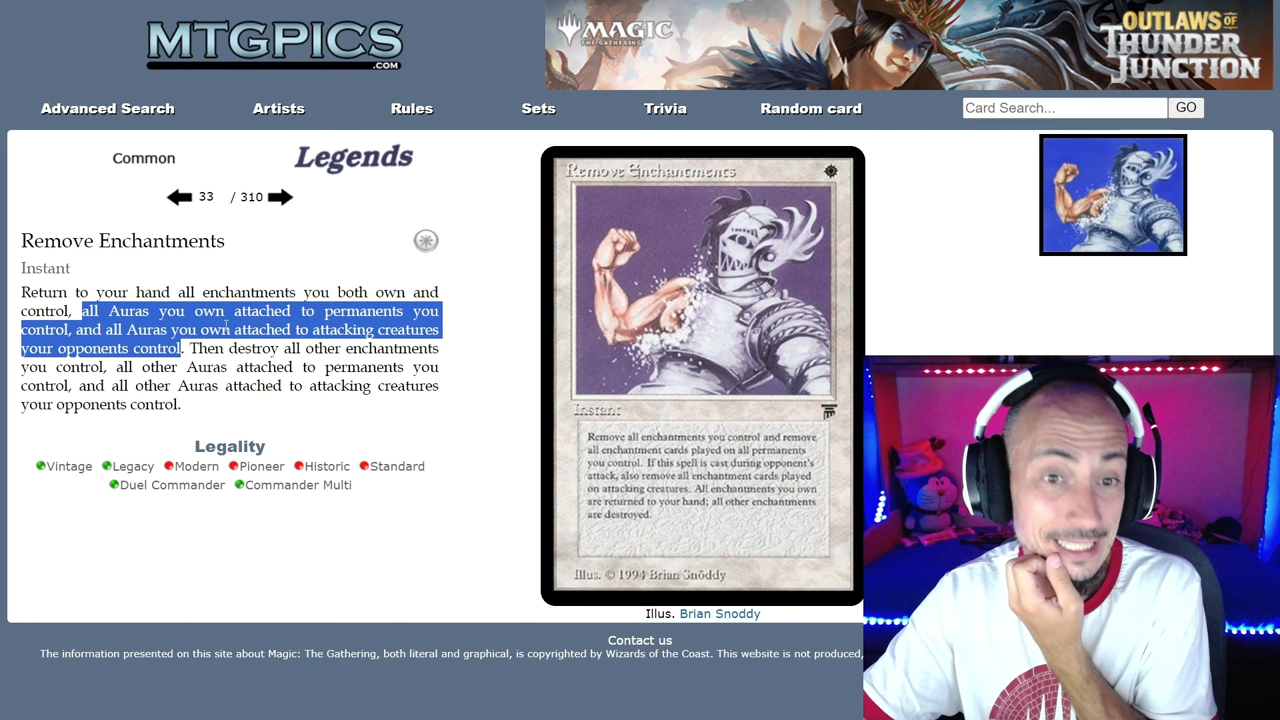 MTGPICS
.COM
MAGIC
THE GATHERING
OUTLAWS OF
THUNDER
JUNCTION
Advanced Search
Artists
Rules
Sets
Trivia
Random card
Card Search...
GO
Common
Legends
33 / 310
Remove Enchantments
Instant
Return to your hand all enchantments you both own and
control, all Auras you own attached to permanents you
control, and all Auras you own attached to attacking creatures
your opponents control. Then destroy all other enchantments
you control, all other Auras attached to permanents you
control, and all other Auras attached to attacking creatures
your opponents control.
Legality
Vintage Legacy Modern Pioneer Historic Standard
Duel Commander Commander Multi
Remove Enchantments
Instant
Remove all enchantments you control and remove
all enchantment cards played on all permanents
you control. If this spell is cast during opponent's
attack, also remove all enchantment cards played
on attacking creatures. All enchantments you own
are returned to your hand; all other enchantments
are destroyed.
Illus. © 1994 Brian Snöddy
Illus. Brian Snoddy
Contact us
The information presented on this site about Magic: The Gathering, both literal and graphical, is copyrighted by Wizards of the Coast. This website is not produced,